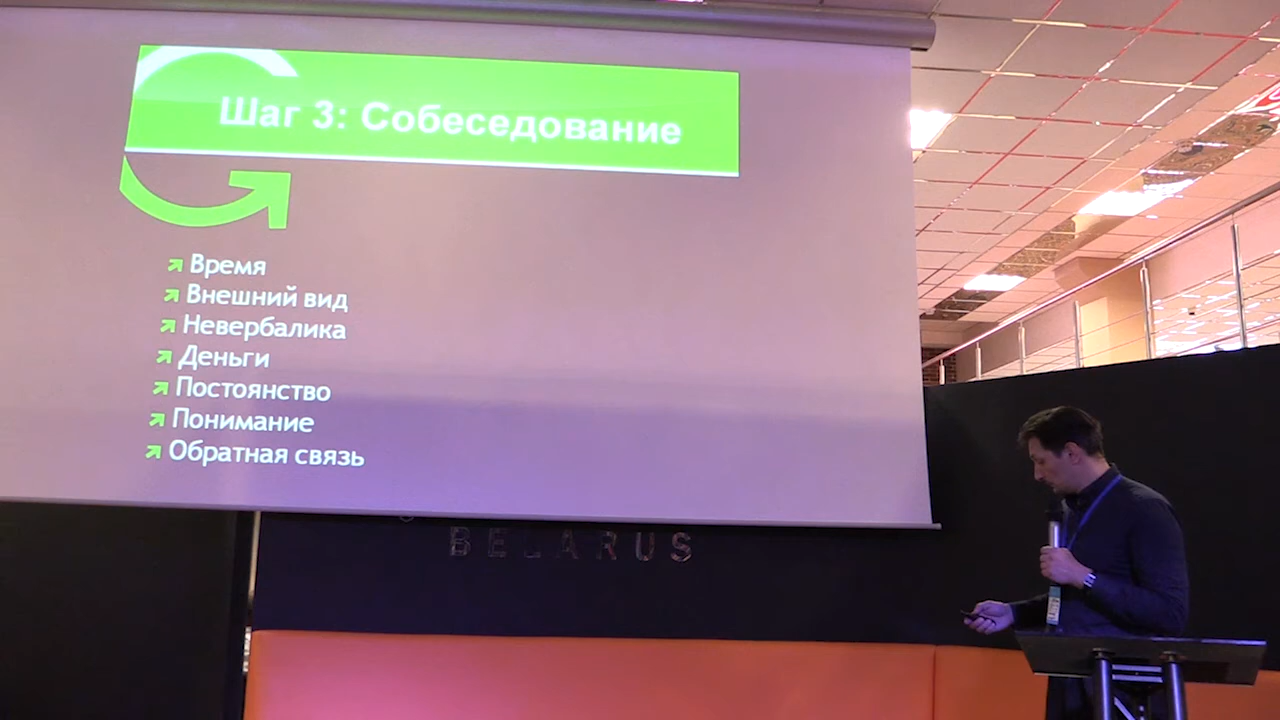 Шаг 3: Собеседование
Время
Внешний вид
Невербалика
Деньги
Постоянство
Понимание
Обратная связь
BELARUS